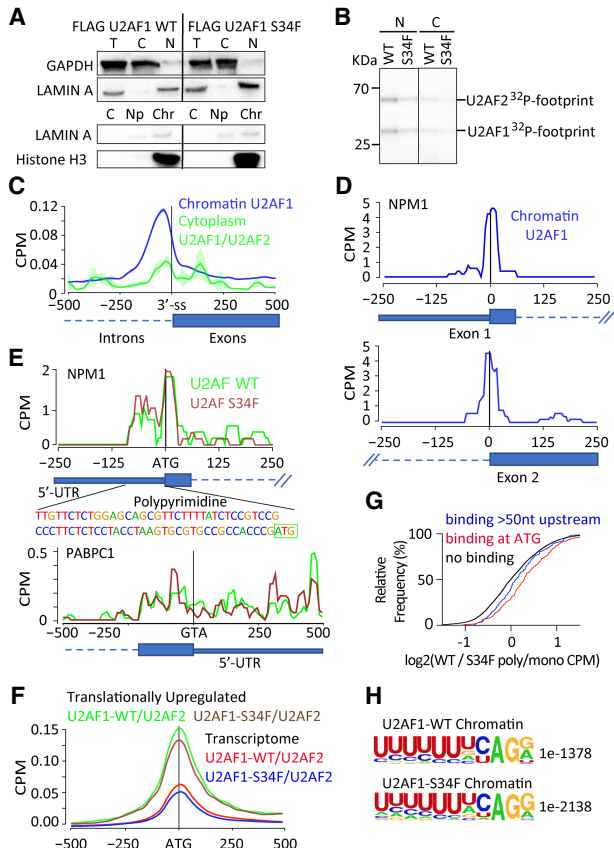 A
FLAG U2AF1 WT FLAG U2AF1 S34F
T C N T C N
GAPDH
LAMIN A
C Np Chr C Np Chr
LAMIN A
Histone H3
B
N C
WT S34F WT S34F
KDa
70
25
U2AF2 32P-footprint
U2AF1 32P-footprint
C
Chromatin U2AF1
Cytoplasm
U2AF1/U2AF2
CPM
0.12
0.08
0.04
0
−500 −250 3'-ss 250 500
Introns Exons
D
NPM1
Chromatin
U2AF1
CPM
5
4
3
2
1
0
−250 −125 0 125 250
Exon 1
CPM
5
4
3
2
1
0
−250 −125 0 125 250
Exon 2
E
NPM1
U2AF WT
U2AF S34F
CPM
2
1
0
−250 −125 ATG 125 250
5'-UTR
Polypyrimidine
TTGTTCTCTGGAGCAGCGTTCTTTTATCTCCGTCCG
CCCTTCTCTCCTACCTAAGTGCGTGCCGCCACCCGATG
PABPC1
CPM
0.5
0
−500 −250 GTA 250 500
5'-UTR
F
Translationally Upregulated
U2AF1-WT/U2AF2 U2AF1-S34F/U2AF2
Transcriptome
U2AF1-WT/U2AF2
U2AF1-S34F/U2AF2
CPM
0.15
0.10
0.05
0.00
−500 −250 ATG 250 500
G
binding >50nt upstream
binding at ATG
no binding
Relative
Frequency (%)
100
50
0
−1 0 1
log2(WT / S34F poly/mono CPM)
H
U2AF1-WT Chromatin
UUUUUUUCAGG
1e-1378
U2AF1-S34F Chromatin
UUUUUUUCAGG
1e-2138